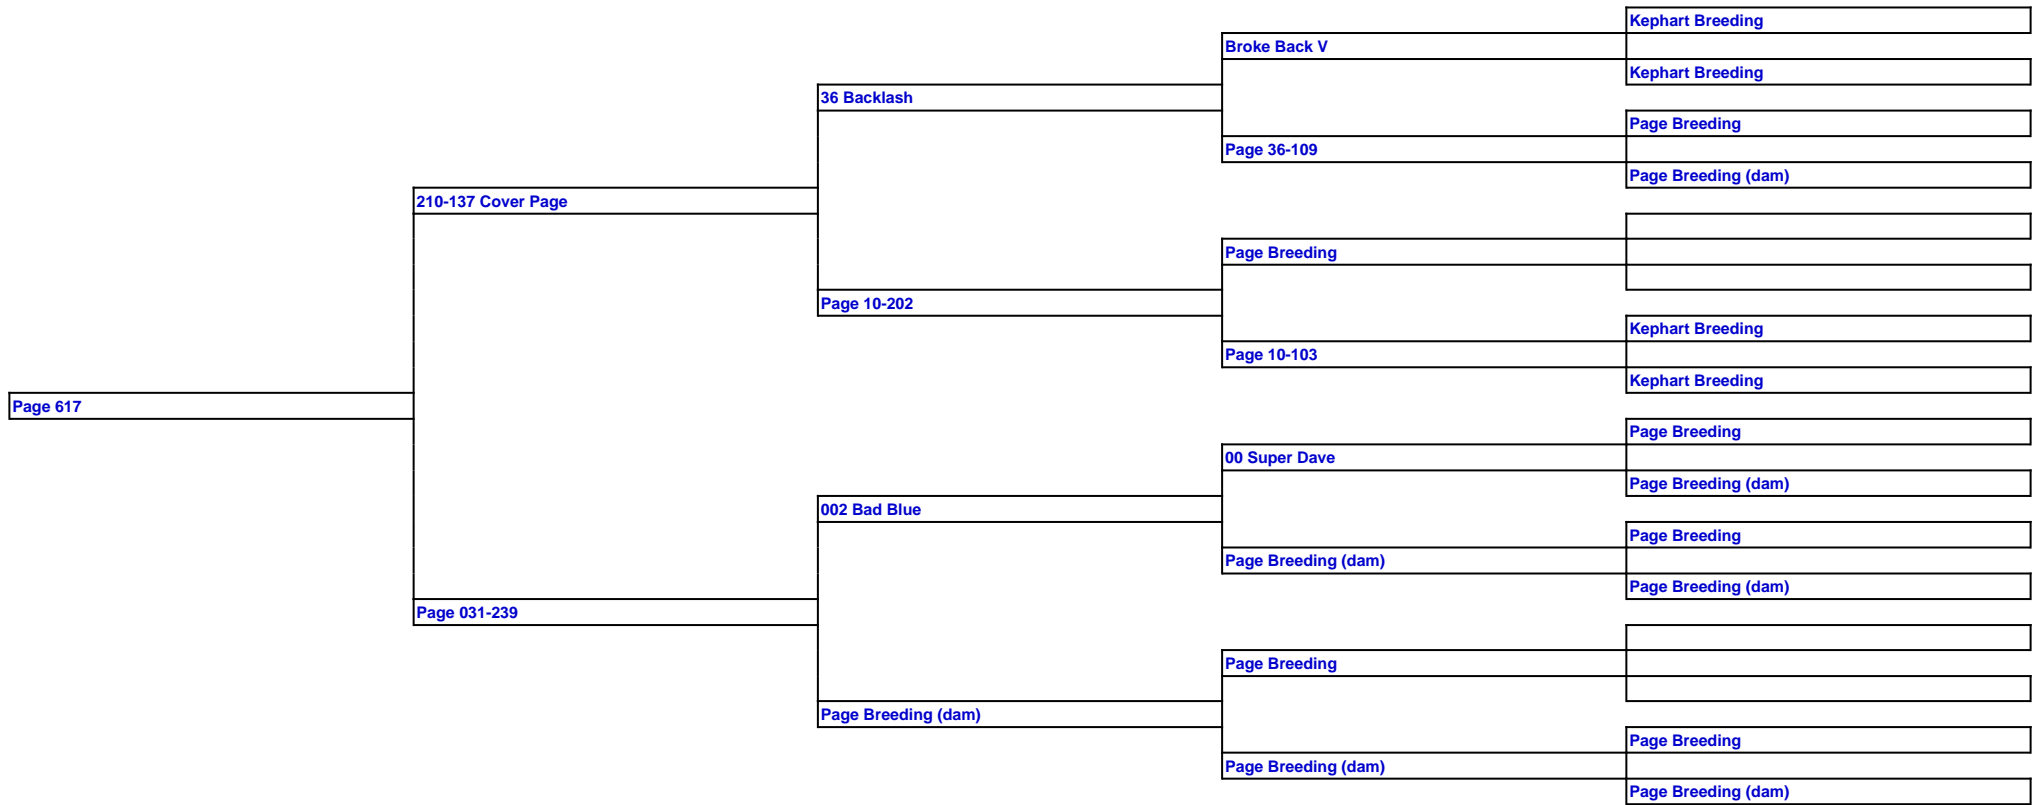 Kephart Breeding
Broke Back V
Kephart Breeding
36 Backlash
Page Breeding
Page 36-109
Page Breeding (dam)
210-137 Cover Page
Page Breeding
Page 10-202
Kephart Breeding
Page 10-103
Kephart Breeding
Page 617
Page Breeding
00 Super Dave
Page Breeding (dam)
002 Bad Blue
Page Breeding
Page Breeding (dam)
Page Breeding (dam)
Page 031-239
Page Breeding
Page Breeding (dam)
Page Breeding
Page Breeding (dam)
Page Breeding (dam)